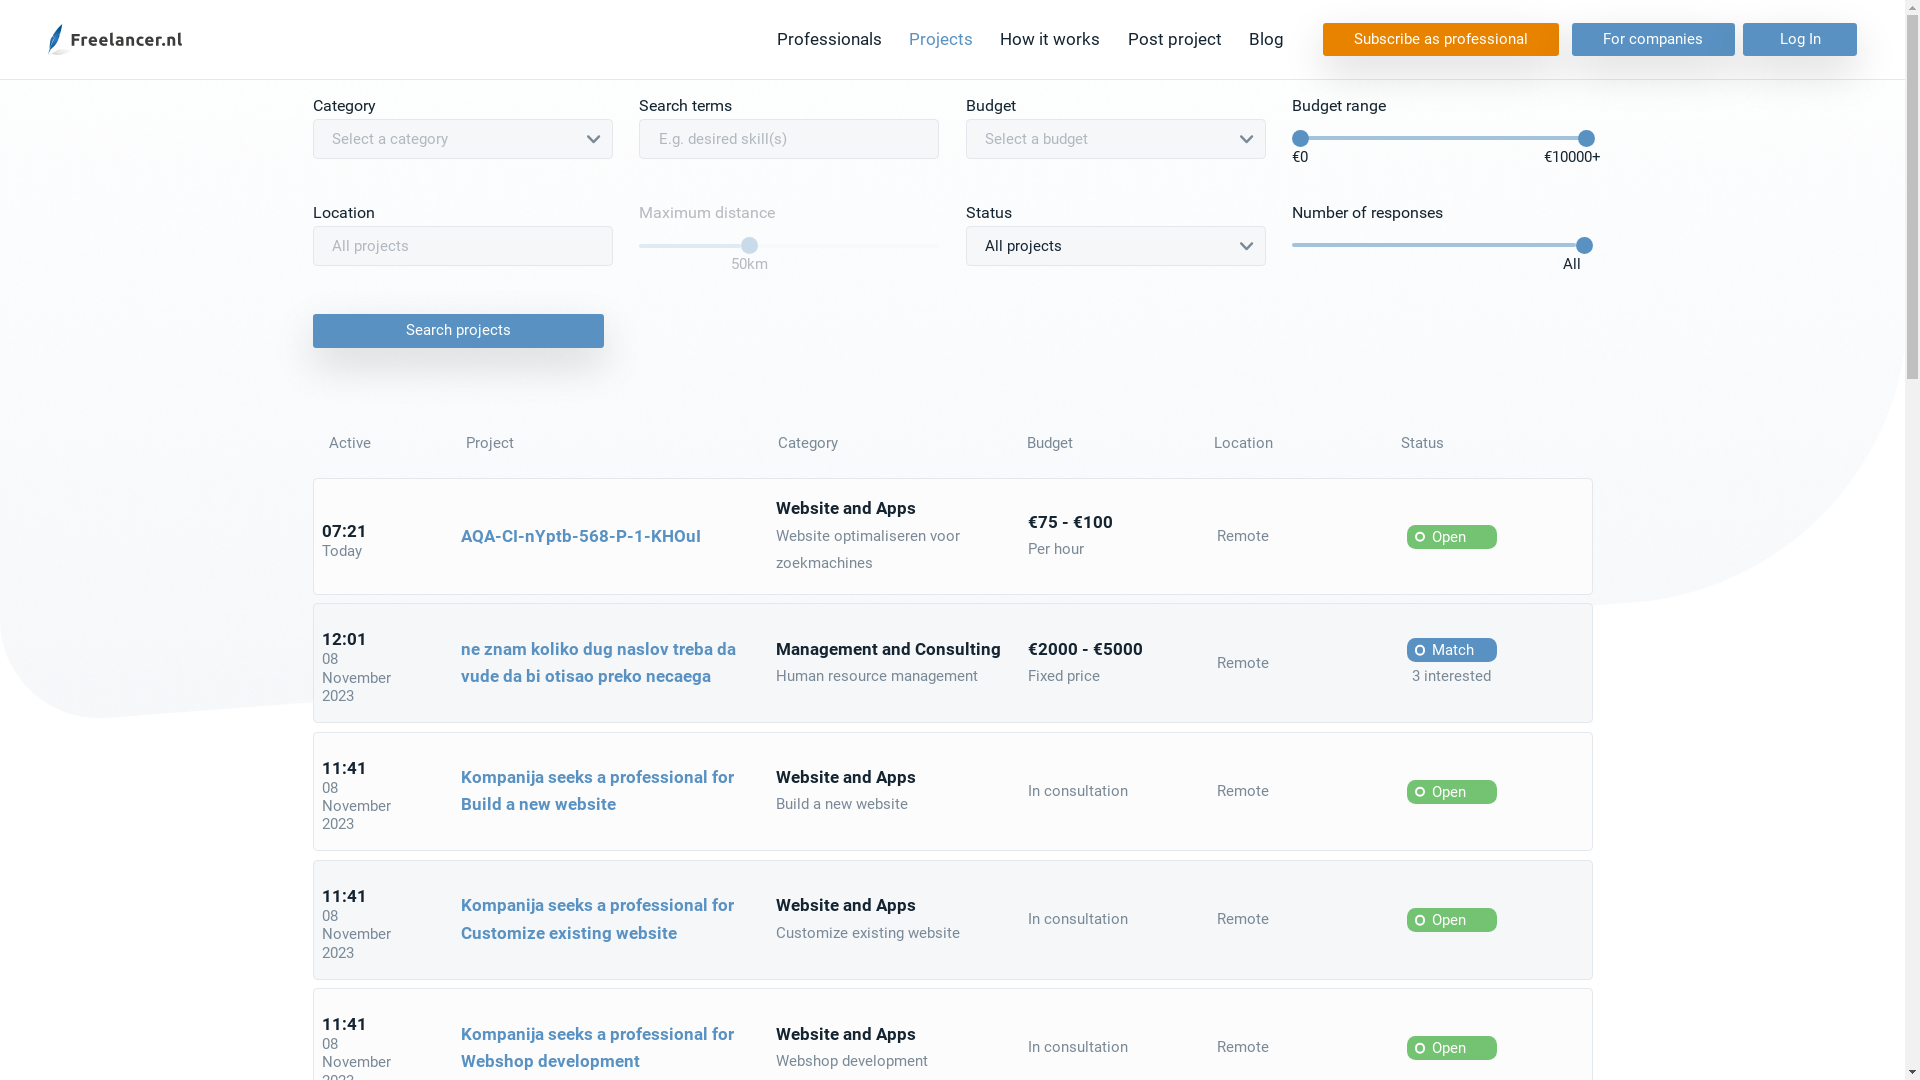 Freelancer.nl
Professionals Projects How it works Post project Blog Subscribe as professional For companies Log In
Category Search terms Budget Budget range
Select a category E.g. desired skill(s) Select a budget
€0 €10000+
Location Maximum distance Status Number of responses
All projects All projects
50km All
Search projects
Active Project Category Budget Location Status
07:21
Today
AQA-CI-nYptb-568-P-1-KHOuI
Website and Apps
Website optimaliseren voor
zoekmachines
€75 - €100
Per hour
Remote
Open
12:01
08
November
2023
ne znam koliko dug naslov treba da
vude da bi otisao preko necaega
Management and Consulting
Human resource management
€2000 - €5000
Fixed price
Remote
Match
3 interested
11:41
08
November
2023
Kompanija seeks a professional for
Build a new website
Website and Apps
Build a new website
In consultation
Remote
Open
11:41
08
November
2023
Kompanija seeks a professional for
Customize existing website
Website and Apps
Customize existing website
In consultation
Remote
Open
11:41
08
November
2023
Kompanija seeks a professional for
Webshop development
Website and Apps
Webshop development
In consultation
Remote
Open